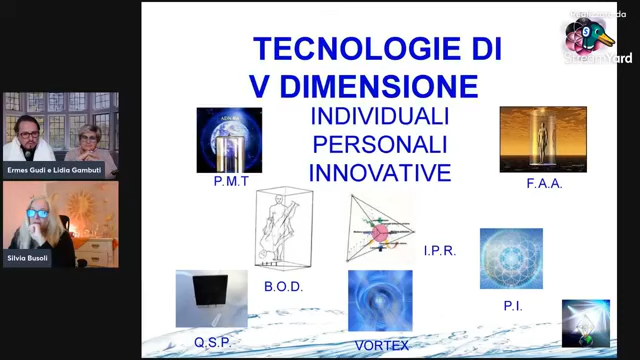 TECNOLOGIE DI
V DIMENSIONE
INDIVIDUALI
PERSONALI
INNOVATIVE
P.M.T
F.A.A.
B.O.D.
I.P.R.
P.I.
Q.S.P.
VORTEX
Ermes Gudi e Lidia Gambuti
Silvia Busoli
StreamYard